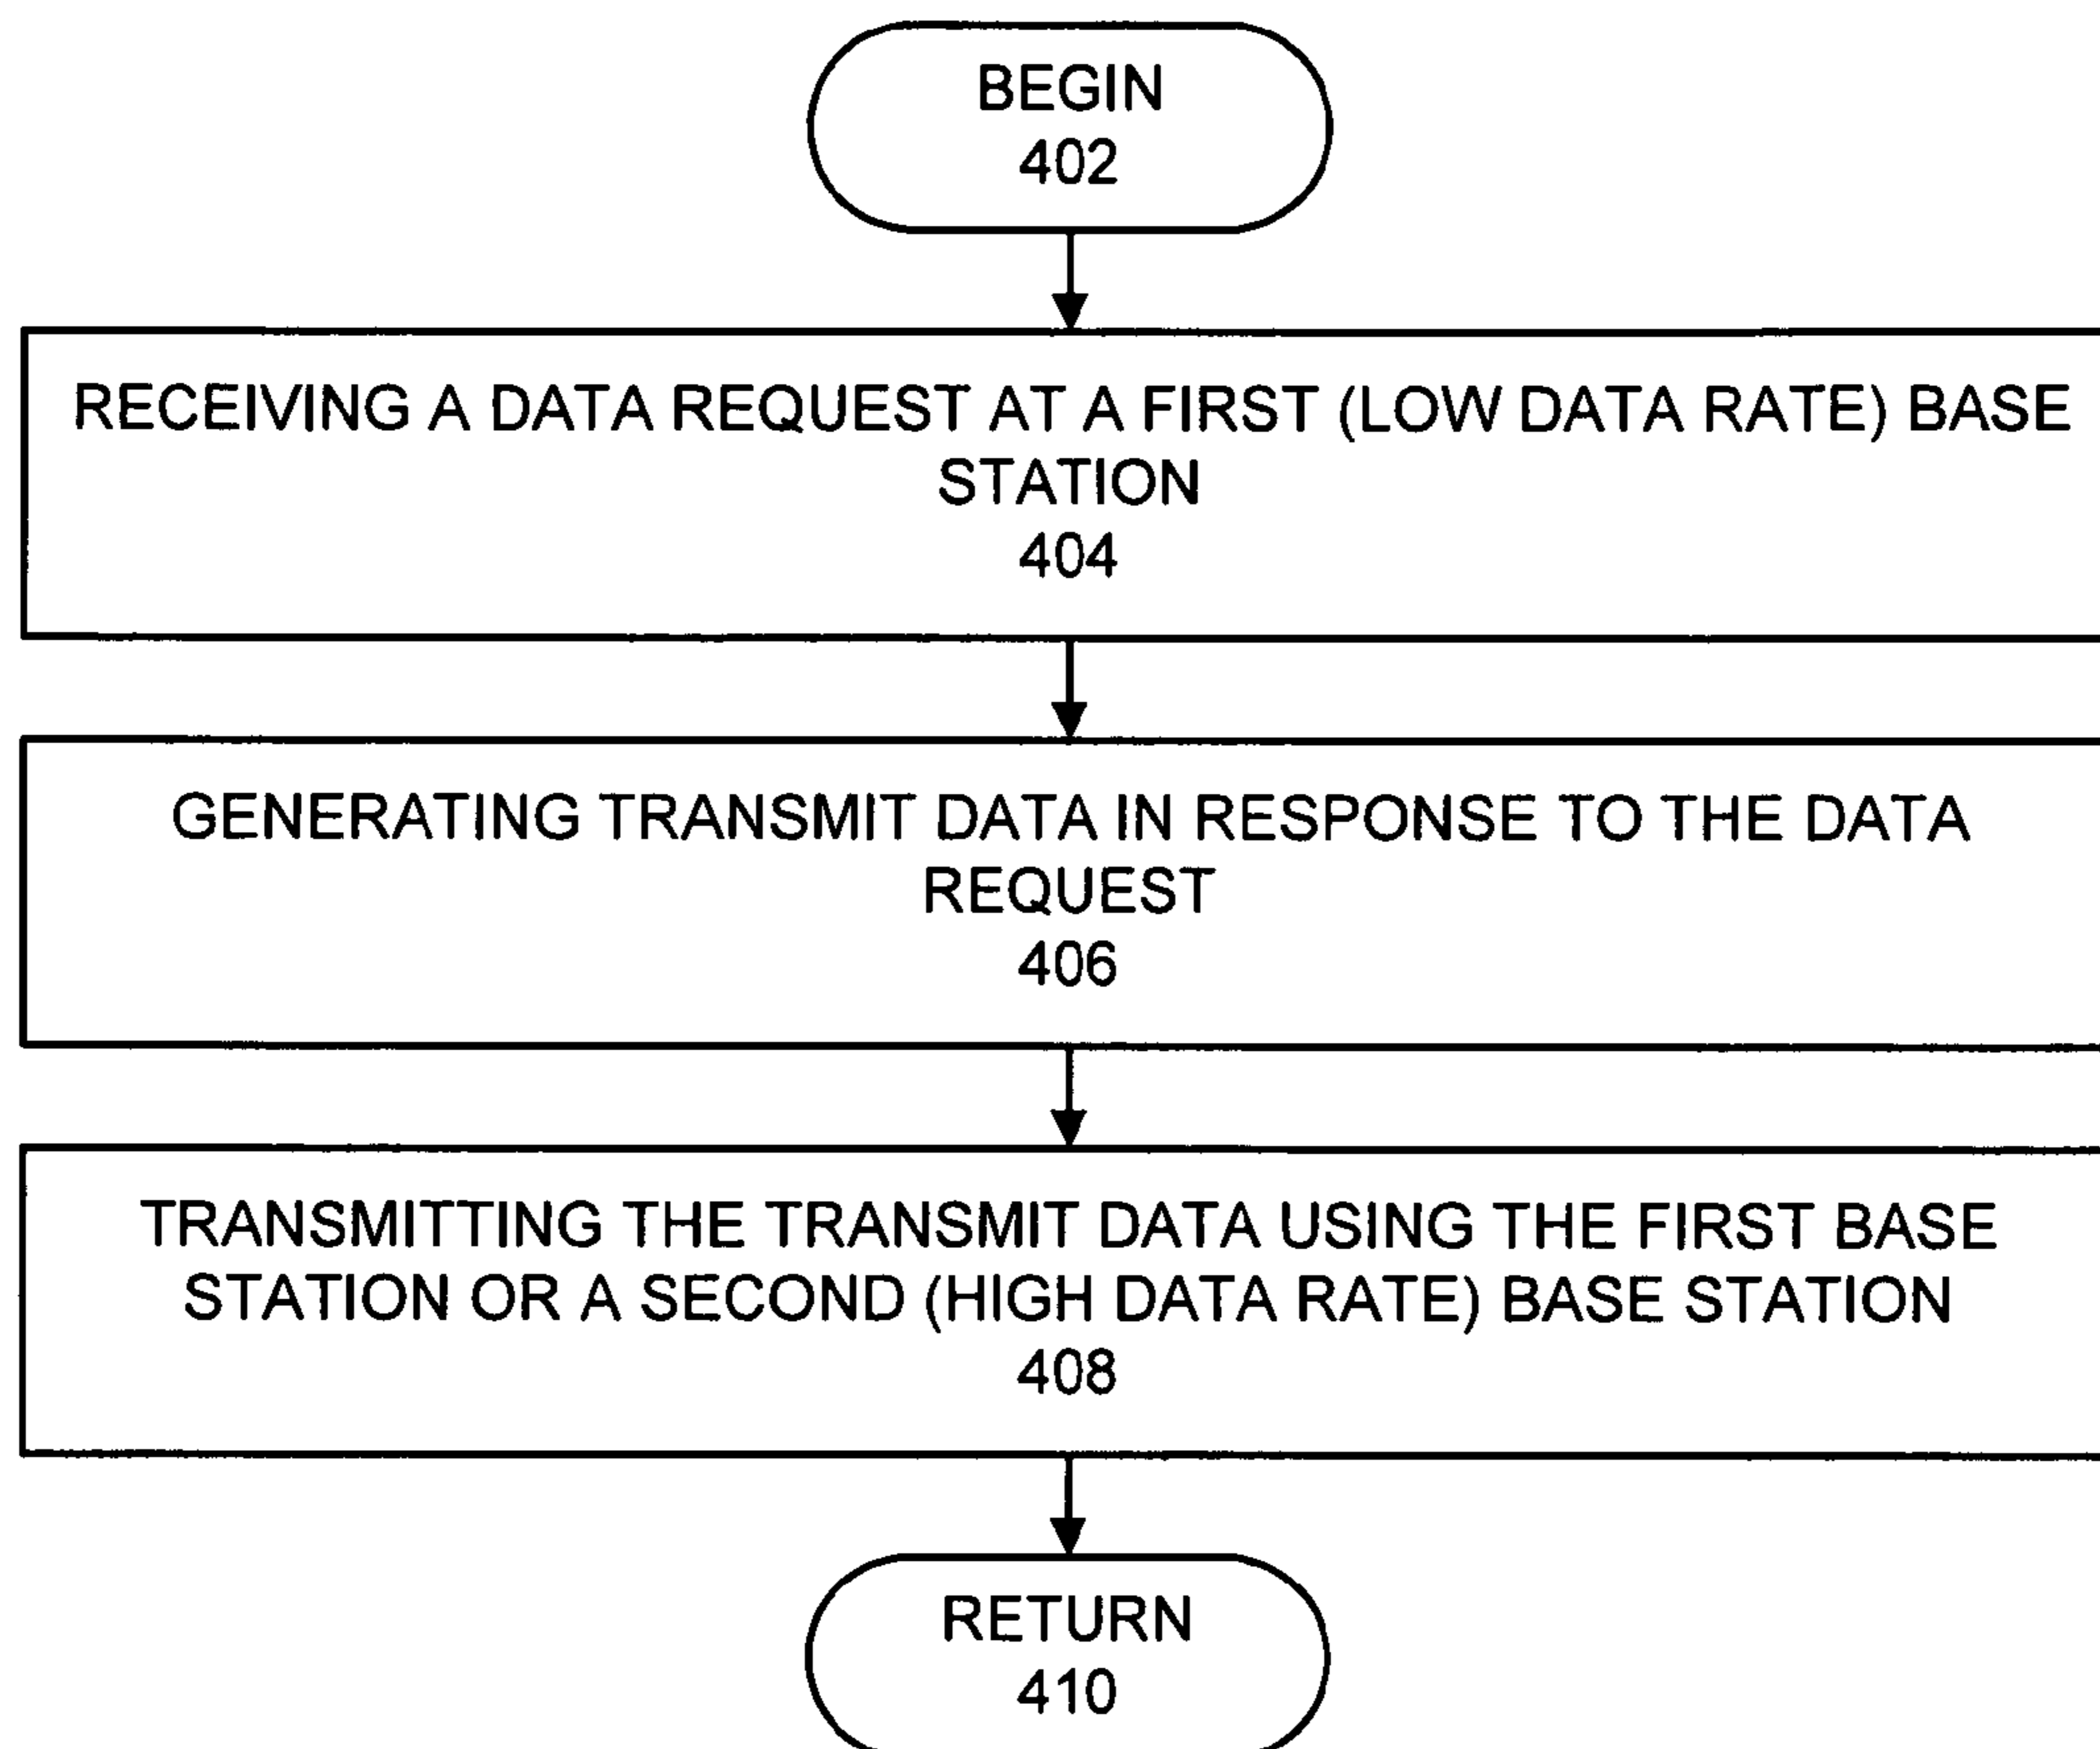 BEGIN
402
RECEIVING A DATA REQUEST AT A FIRST (LOW DATA RATE) BASE
STATION
404
GENERATING TRANSMIT DATA IN RESPONSE TO THE DATA
REQUEST
406
TRANSMITTING THE TRANSMIT DATA USING THE FIRST BASE
STATION OR A SECOND (HIGH DATA RATE) BASE STATION
408
RETURN
410